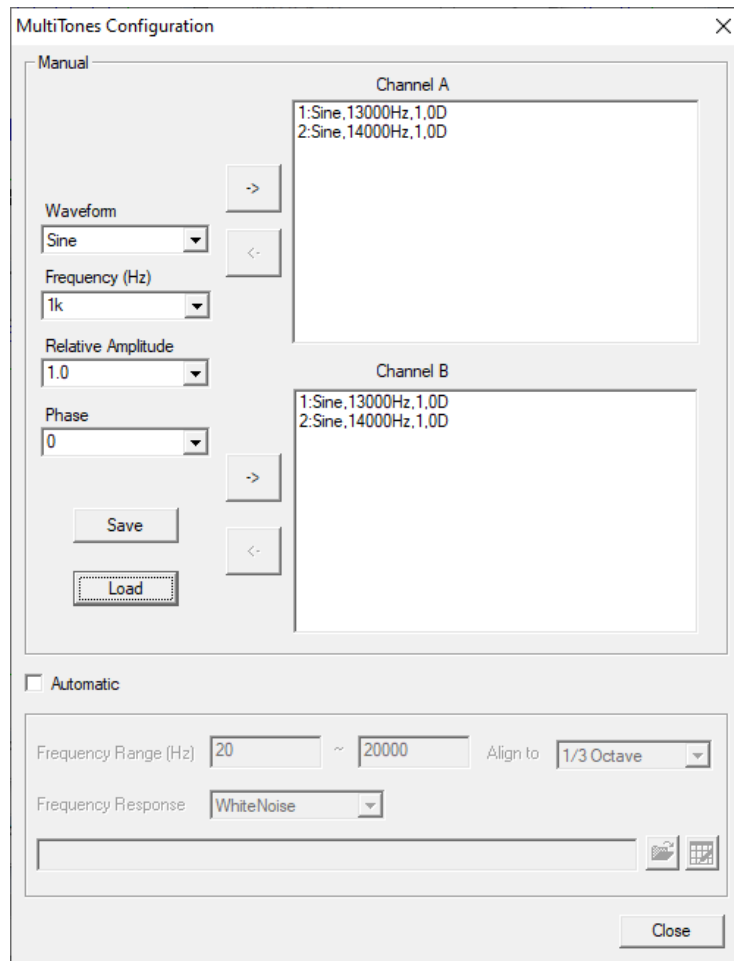 MultiTones Configuration
Manual
Channel A
1:Sine,13000Hz,1,0D
2:Sine,14000Hz,1,0D
->
<-
Waveform
Sine
Frequency (Hz)
1k
Relative Amplitude
1.0
Phase
0
Channel B
1:Sine,13000Hz,1,0D
2:Sine,14000Hz,1,0D
->
<-
Save
Load
Automatic
Frequency Range (Hz) 20 ~ 20000 Align to 1/3 Octave
Frequency Response WhiteNoise
Close